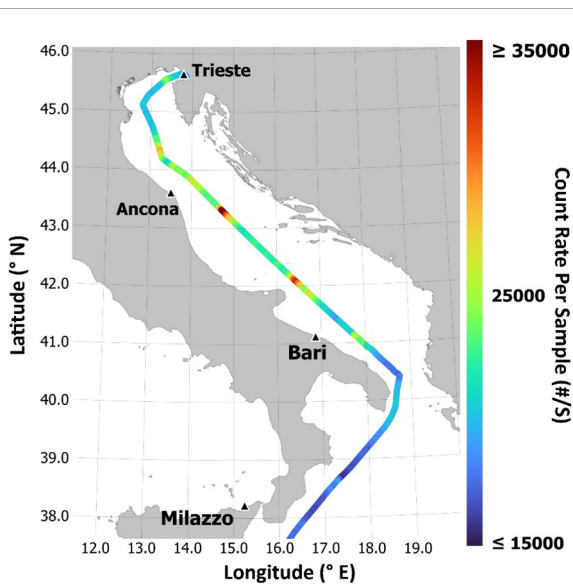 46.0
45.0
44.0
43.0
42.0
41.0
40.0
39.0
38.0
Latitude (° N)
Trieste
Ancona
Bari
Milazzo
12.0 13.0 14.0 15.0 16.0 17.0 18.0 19.0
Longitude (° E)
≥ 35000
25000
≤ 15000
Count Rate Per Sample (#/S)